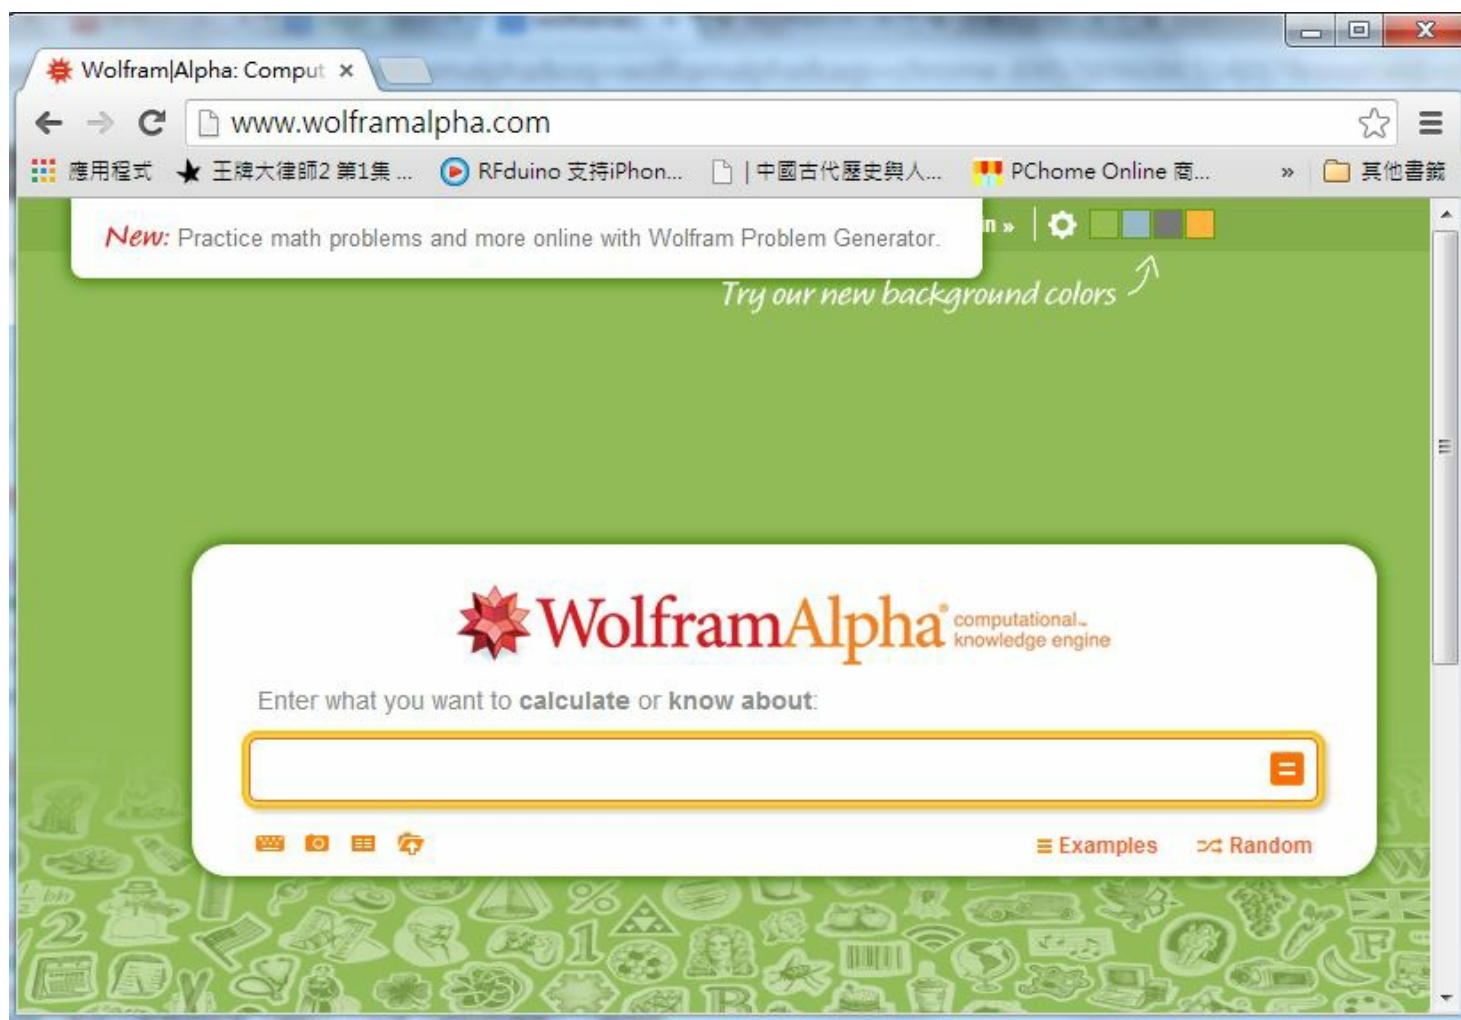 Wolfram|Alpha: Comput
www.wolframalpha.com
應用程式 王牌大律師2 第1集 ... RFduino 支持iPhon... | 中國古代歷史與人... PChome Online 商... » 其他書籤
New: Practice math problems and more online with Wolfram Problem Generator.
in »
Try our new background colors
WolframAlpha computational knowledge engine
Enter what you want to calculate or know about:
=
Examples Random